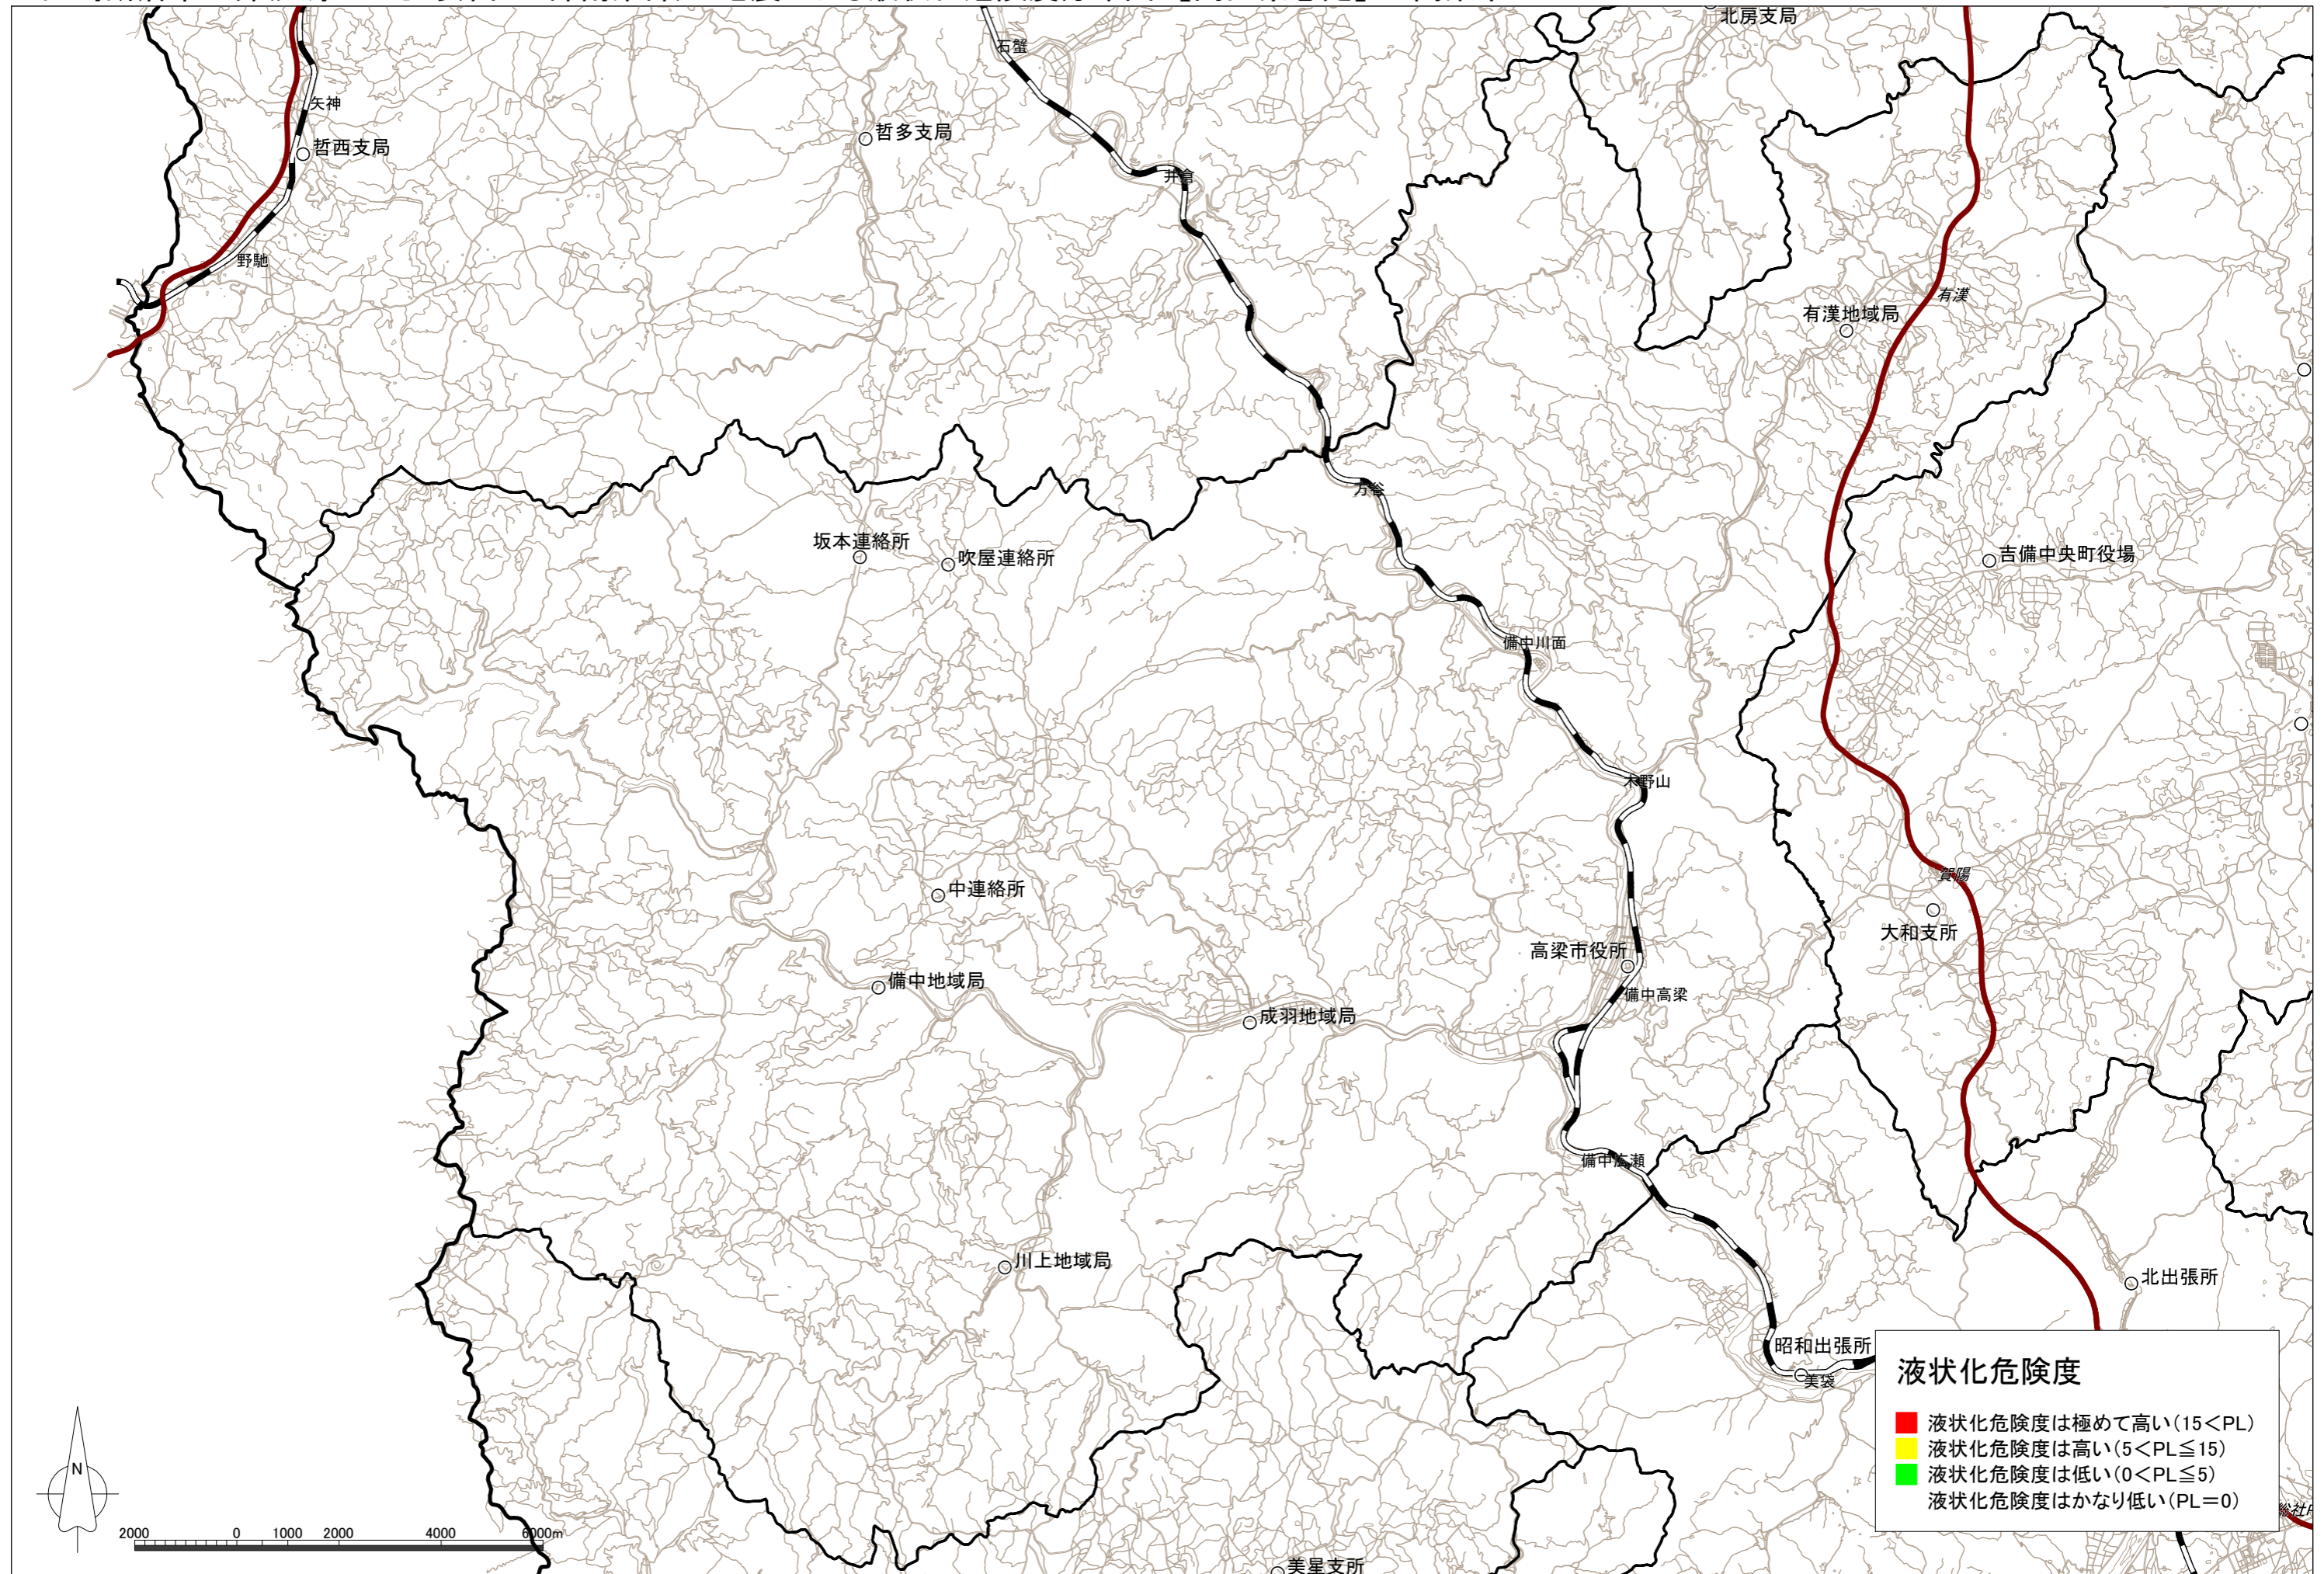 北房支局
石蟹
矢神
哲西支局
哲多支局
井倉
野馳
有漢
有漢地域局
方谷
坂本連絡所
吹屋連絡所
吉備中央町役場
備中川面
木野山
賀陽
中連絡所
大和支所
高梁市役所
備中地域局
備中高梁
成羽地域局
備中広瀬
川上地域局
北出張所
昭和出張所
美袋
液状化危険度
液状化危険度は極めて高い(15<PL)
液状化危険度は高い(5<PL≦15)
液状化危険度は低い(0<PL≦5)
液状化危険度はかなり低い(PL=0)
N
2000 0 1000 2000 4000 6000m
美星支所